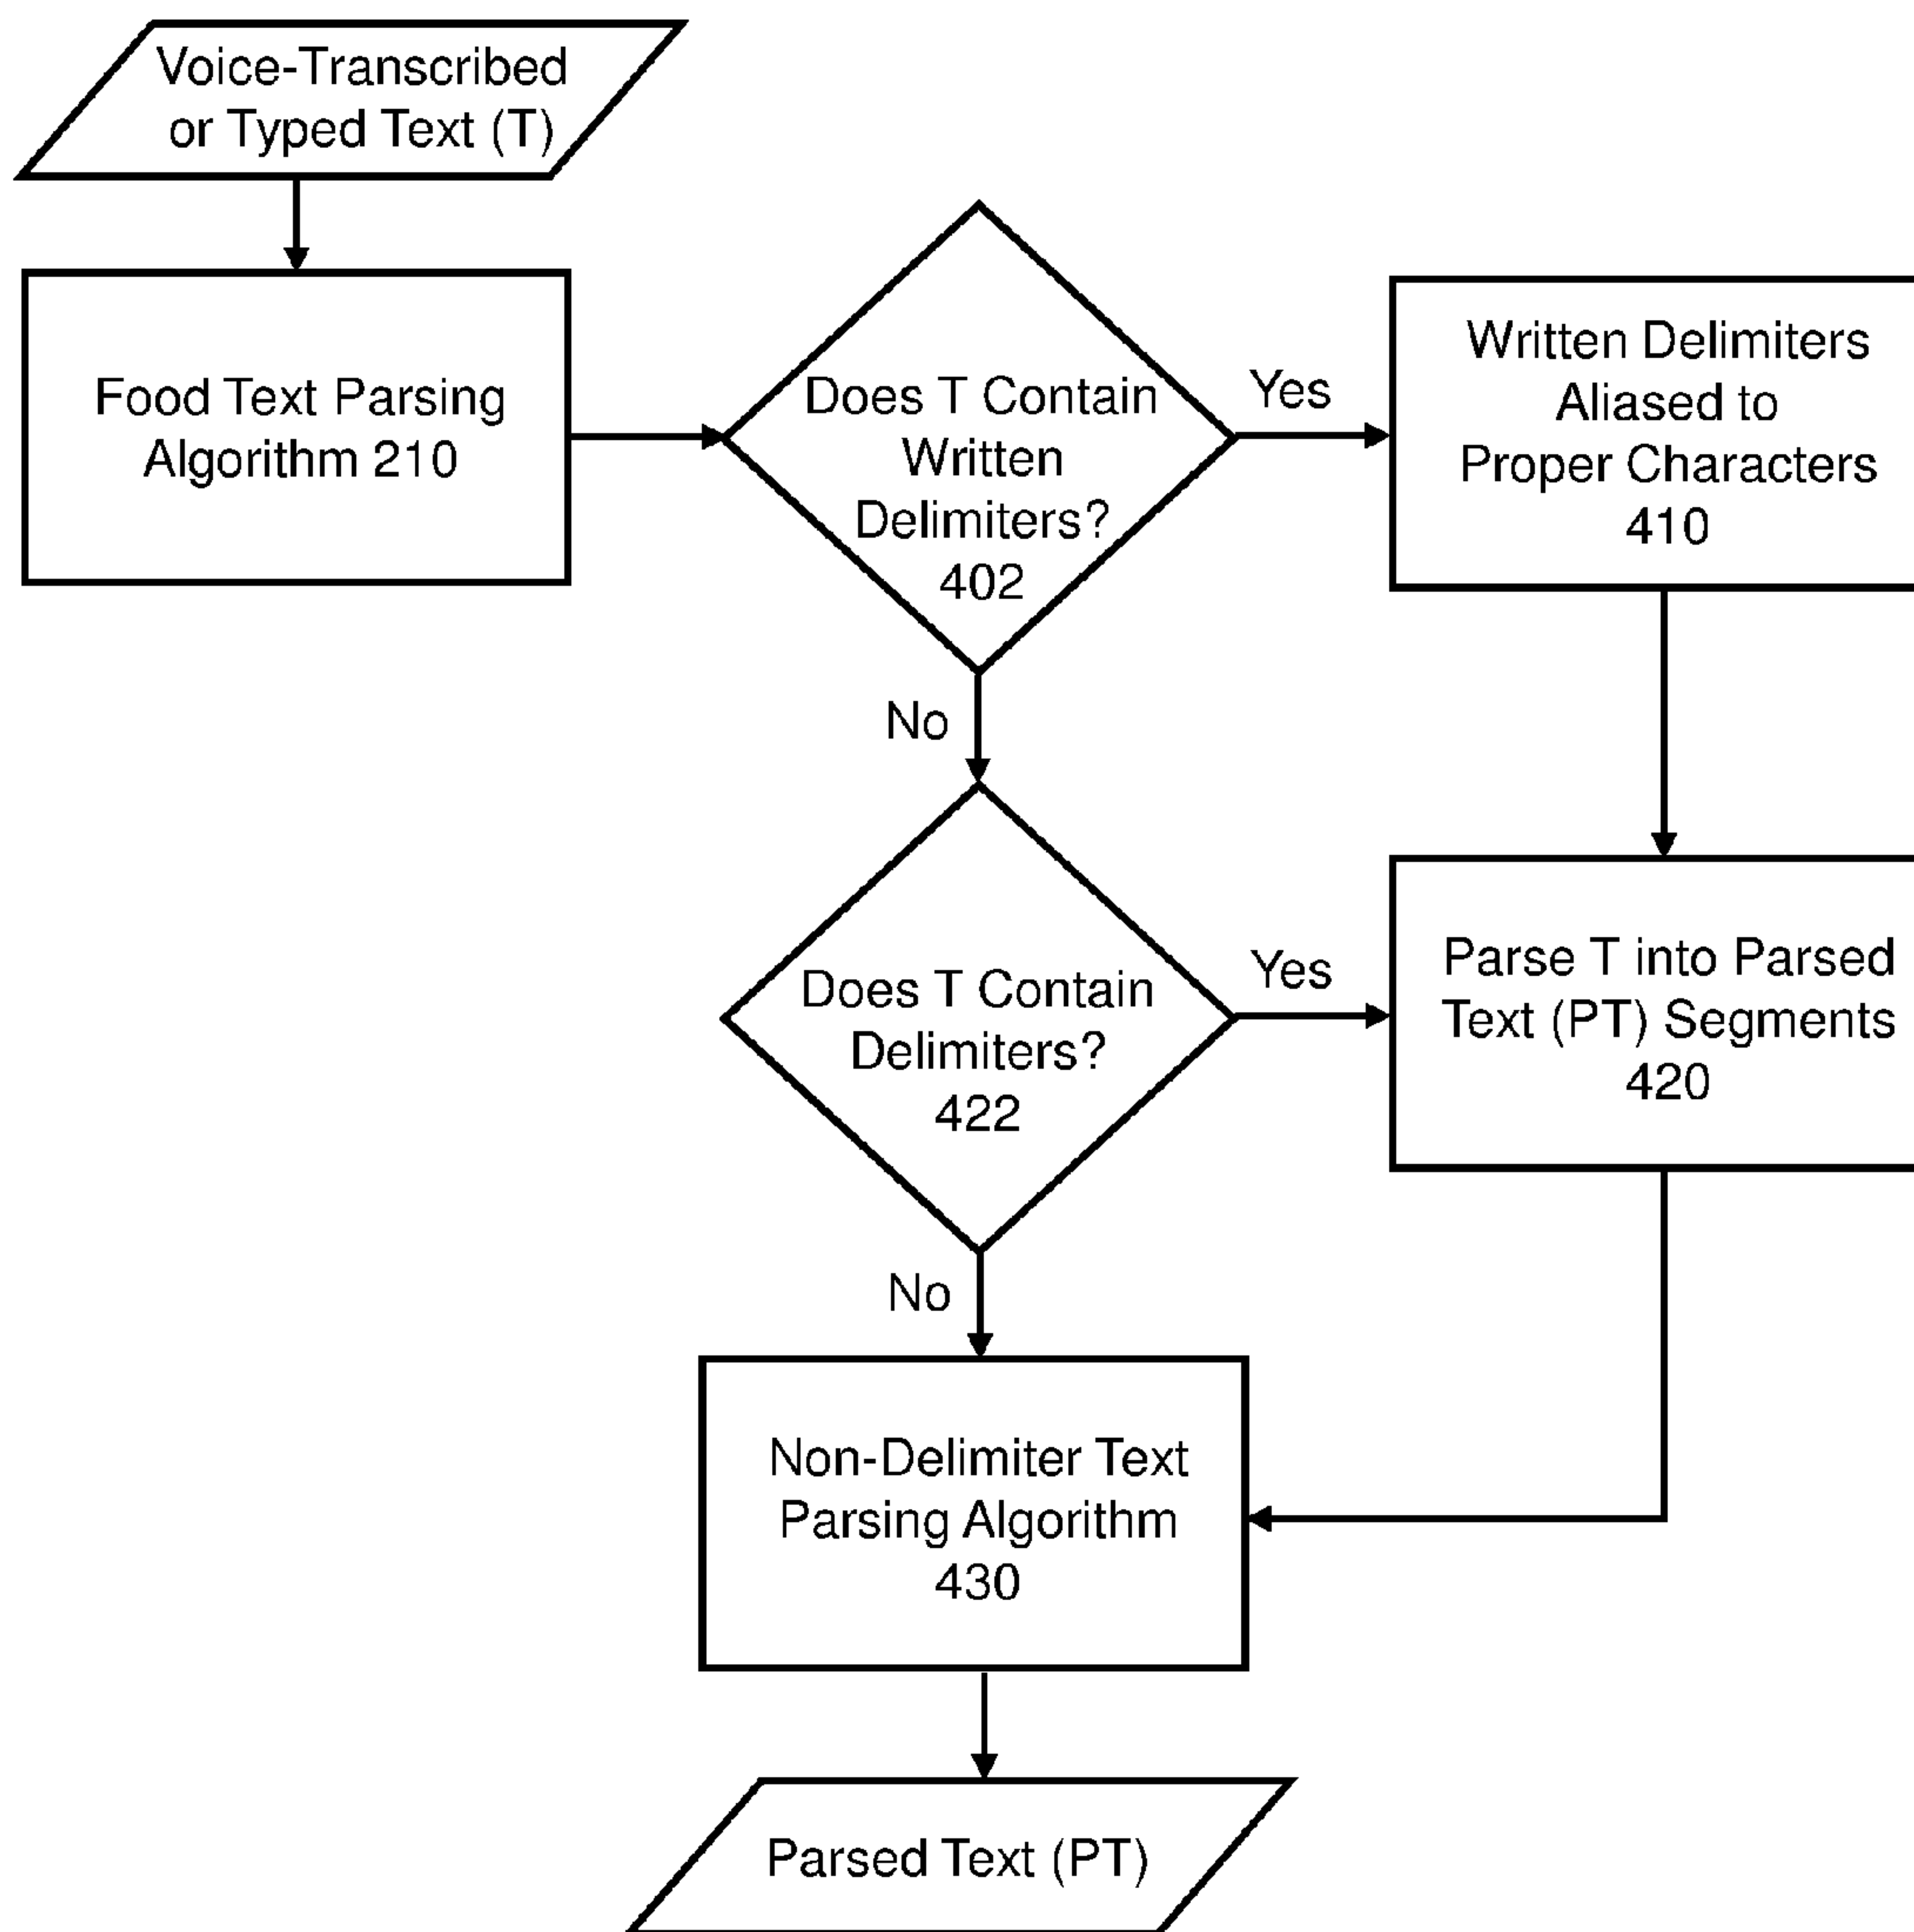 Voice-Transcribed
or Typed Text (T)
Food Text Parsing
Algorithm 210
Does T Contain
Written
Delimiters?
402
Yes
Written Delimiters
Aliased to
Proper Characters
410
No
Does T Contain
Delimiters?
422
Yes
Parse T into Parsed
Text (PT) Segments
420
No
Non-Delimiter Text
Parsing Algorithm
430
Parsed Text (PT)